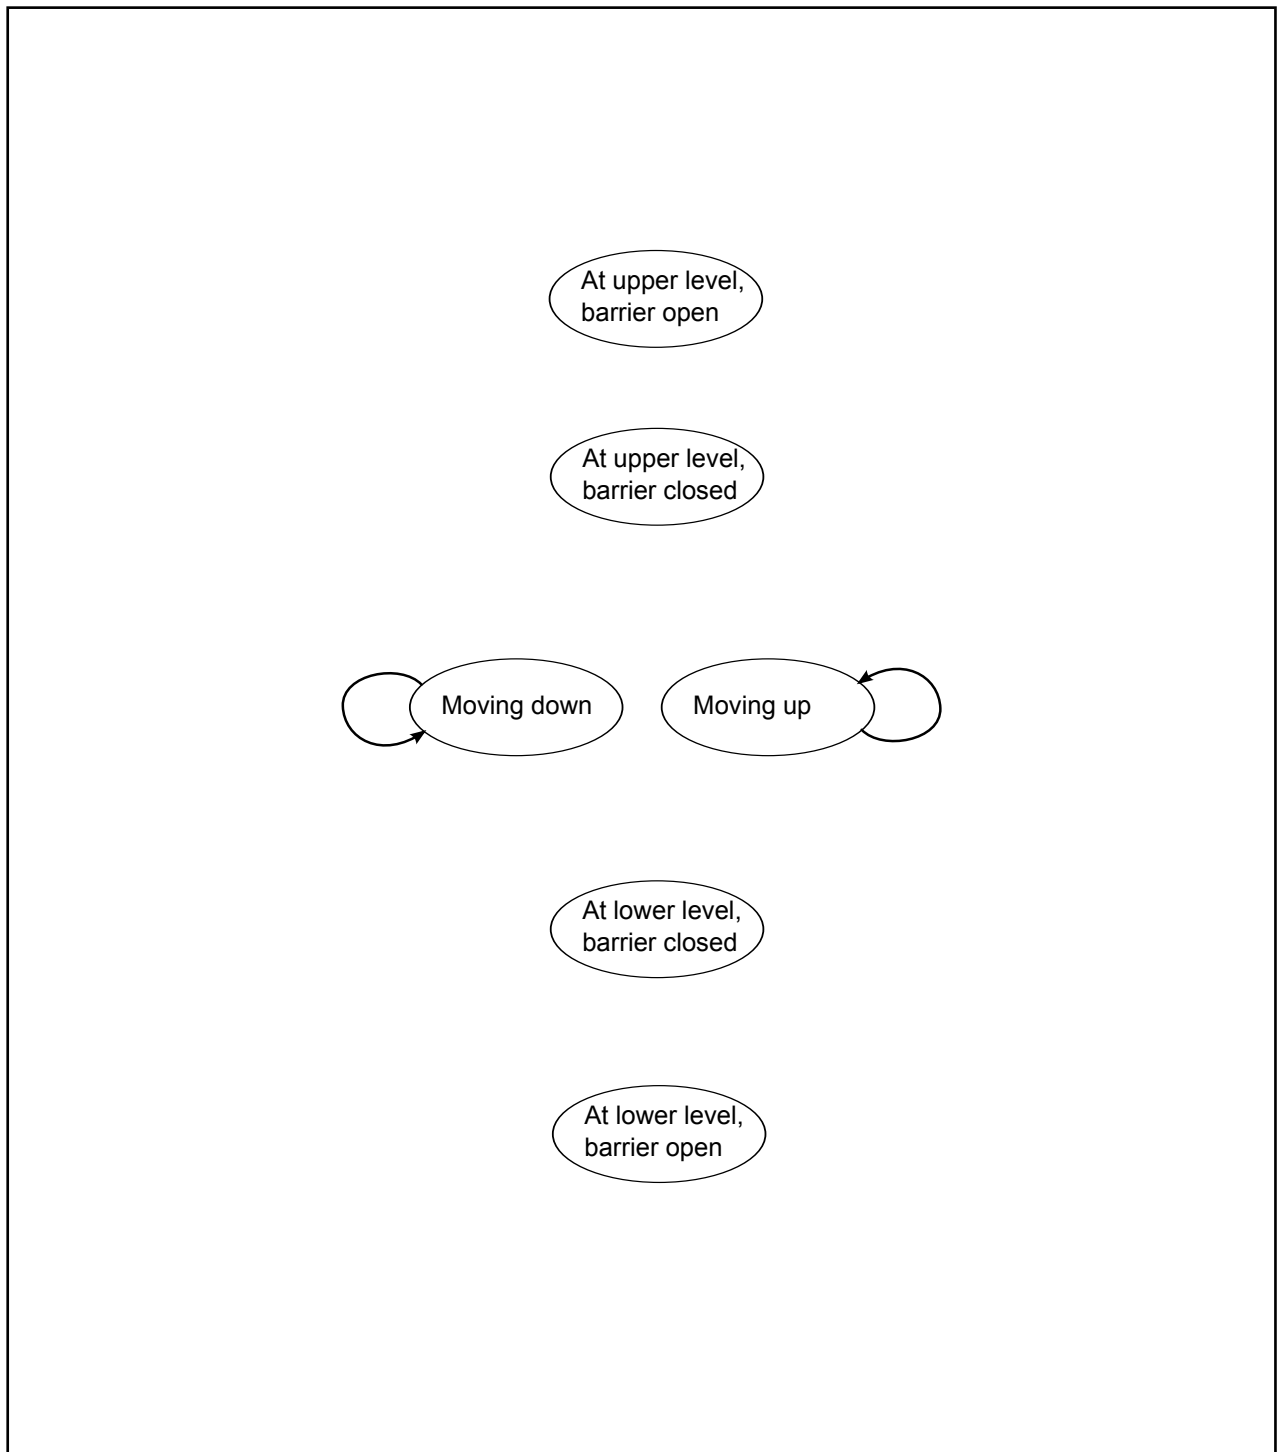 At upper level,
barrier open
At upper level,
barrier closed
Moving down
Moving up
At lower level,
barrier closed
At lower level,
barrier open